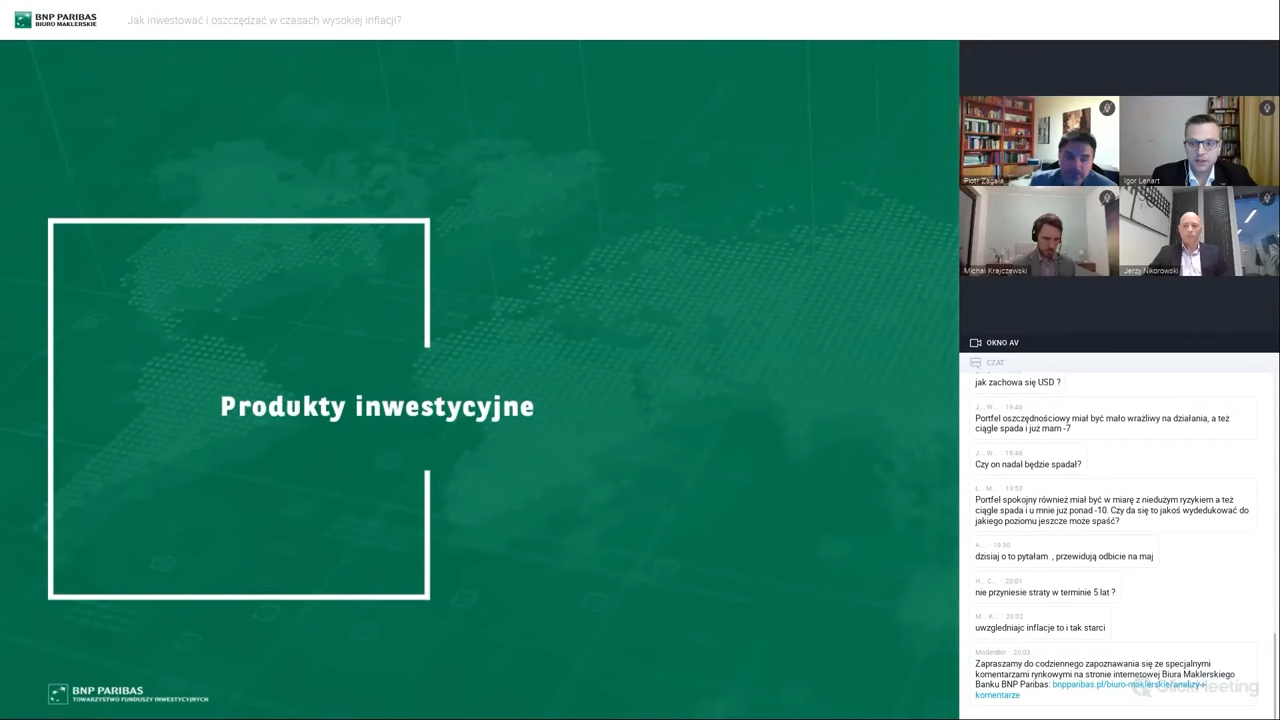 BNP PARIBAS
BIURO MAKLERSKIE
Jak inwestować i oszczędzać w czasach wysokiej inflacji?
Produkty inwestycyjne
BNP PARIBAS
TOWARZYSTWO FUNDUSZY INWESTYCYJNYCH
Piotr Zagała
Igor Lenart
Michał Krajczewski
Jerzy Nikorowski
OKNO AV
CZAT
jak zachowa się USD ?
J... W... · 19:46
Portfel oszczędnościowy miał być mało wrażliwy na działania, a też
ciągle spada i już mam -7
J... W... · 19:46
Czy on nadal będzie spadał?
Ł... M... · 19:53
Portfel spokojny również miał być w miarę z niedużym ryzykiem a też
ciągle spada i u mnie już ponad -10. Czy da się to jakoś wydedukować do
jakiego poziomu jeszcze może spaść?
A... · 19:50
dzisiaj o to pytałam , przewidują odbicie na maj
H... C... · 20:01
nie przyniesie straty w terminie 5 lat ?
M... K... · 20:02
uwzgledniajc inflacje to i tak starci
Moderator · 20:03
Zapraszamy do codziennego zapoznawania się ze specjalnymi
komentarzami rynkowymi na stronie internetowej Biura Maklerskiego
Banku BNP Paribas: bnpparibas.pl/biuro-maklerskie/analizy-i-
komentarze
ClickMeeting